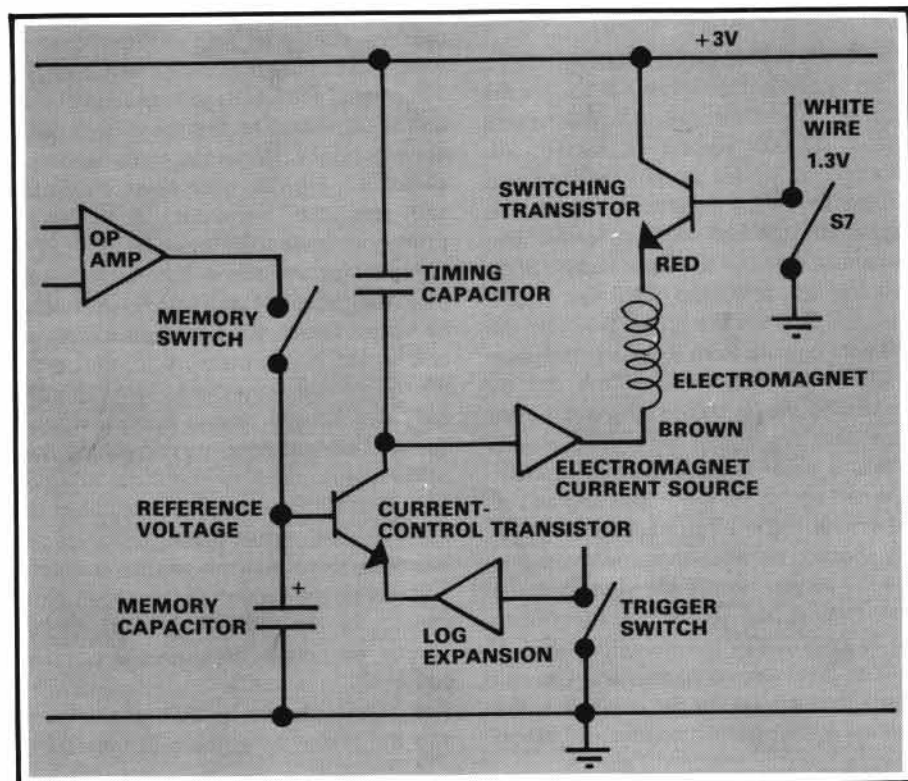 +3V
WHITE
WIRE
1.3V
SWITCHING
TRANSISTOR
S7
OP
AMP
RED
TIMING
CAPACITOR
MEMORY
SWITCH
ELECTROMAGNET
BROWN
ELECTROMAGNET
CURRENT SOURCE
REFERENCE
VOLTAGE
CURRENT-
CONTROL TRANSISTOR
+
MEMORY
CAPACITOR
TRIGGER
SWITCH
LOG
EXPANSION